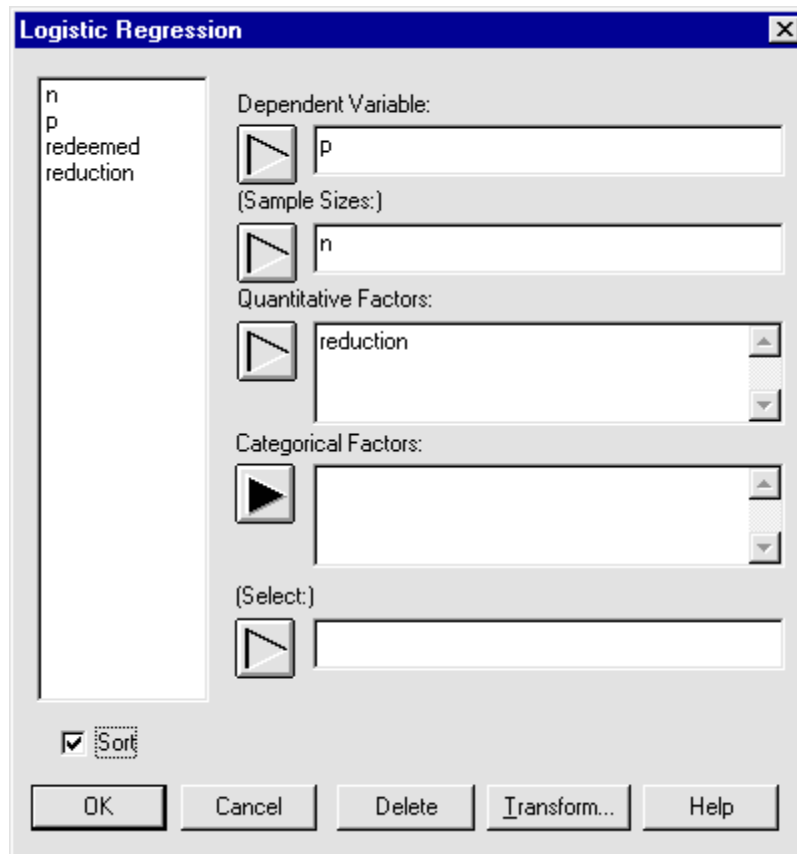 Logistic Regression
n
p
redeemed
reduction
Dependent Variable:
p
(Sample Sizes:)
n
Quantitative Factors:
reduction
Categorical Factors:
(Select:)
Sort
OK
Cancel
Delete
Transform...
Help